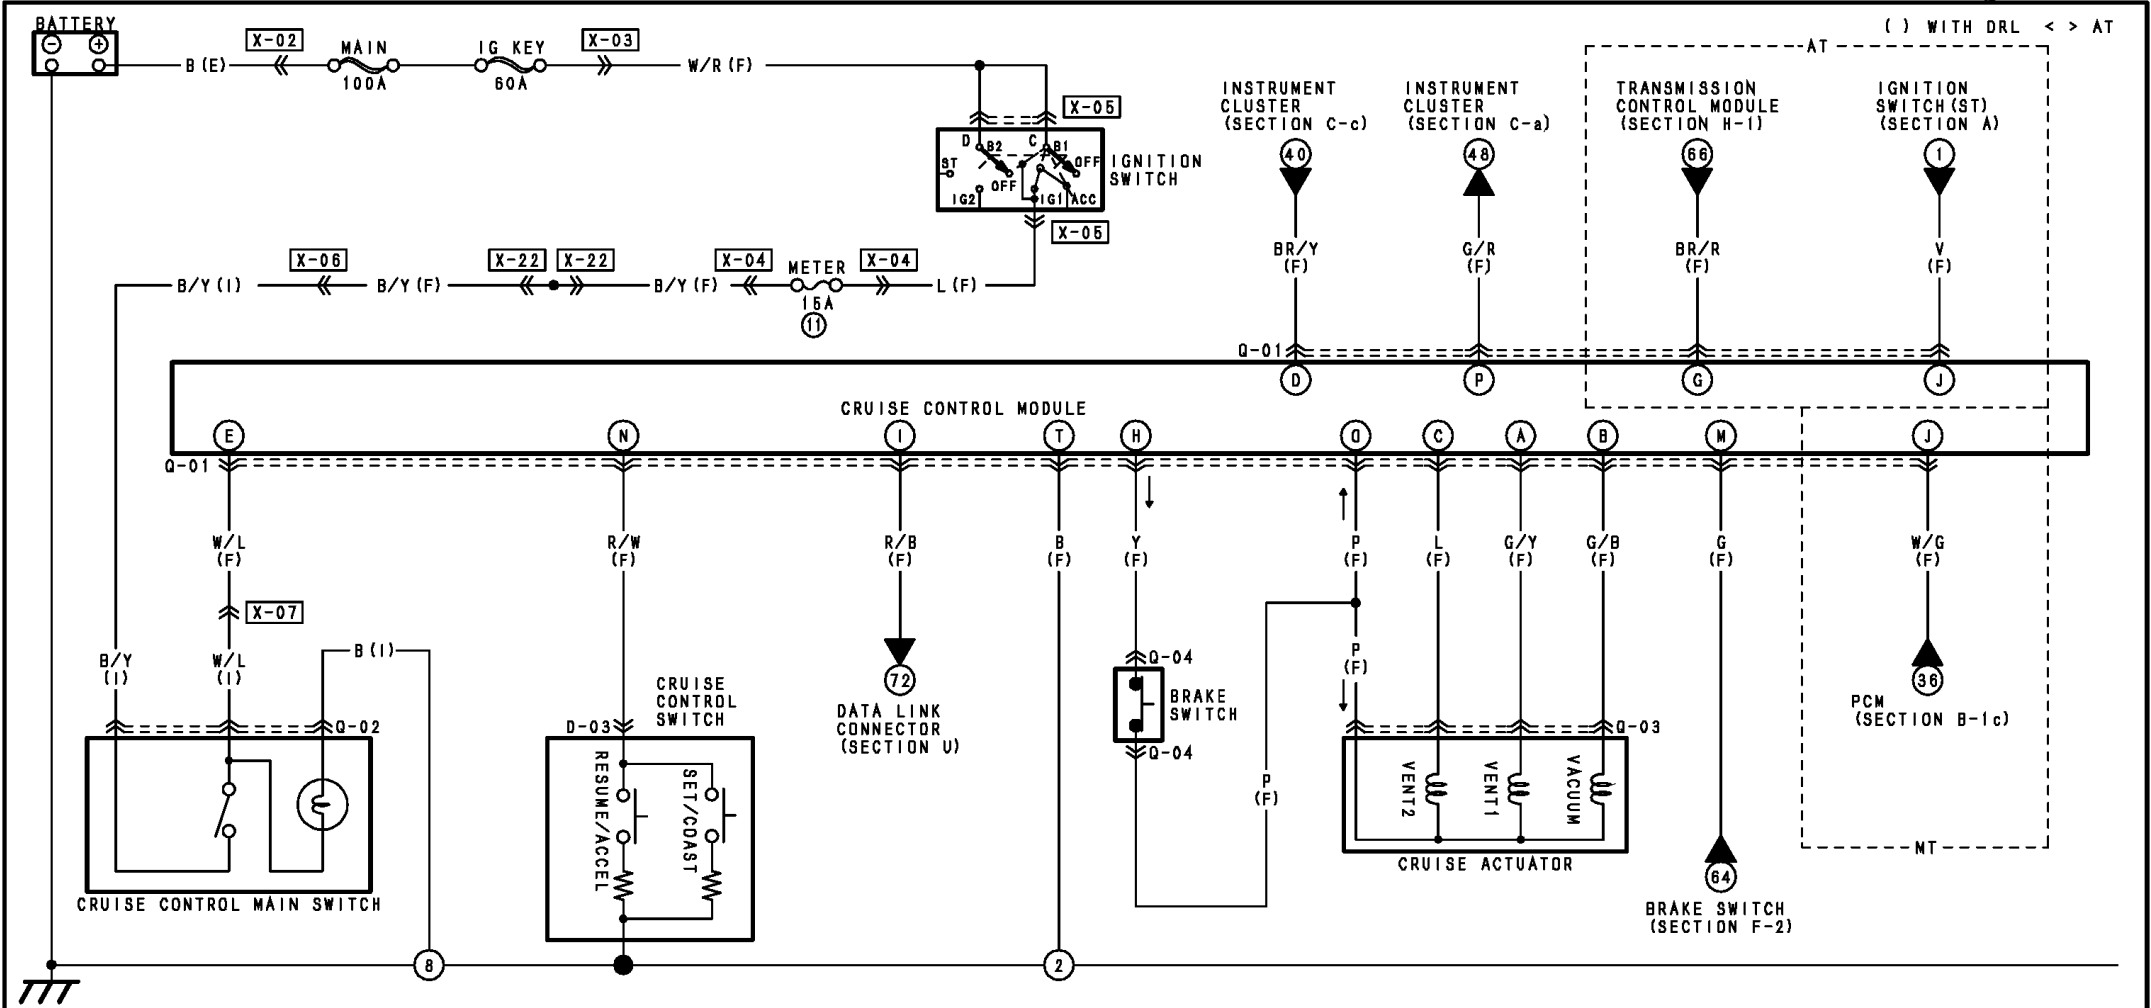 BATTERY
( ) WITH DRL < > AT
− +
X-02
MAIN
IG KEY
X-03
AT
B(E)
100A
60A
W/R(F)
INSTRUMENT
CLUSTER
(SECTION C-c)
INSTRUMENT
CLUSTER
(SECTION C-a)
TRANSMISSION
CONTROL MODULE
(SECTION H-1)
IGNITION
SWITCH(ST)
(SECTION A)
X-05
D B2 C B1
ST OFF OFF
IG2 IG1 ACC
IGNITION
SWITCH
40
48
66
1
X-05
BR/Y
(F)
G/R
(F)
BR/R
(F)
V
(F)
X-06
X-22
X-22
X-04
METER
X-04
B/Y(I)
B/Y(F)
B/Y(F)
15A
L(F)
11
Q-01
D
P
G
J
CRUISE CONTROL MODULE
E
N
I
T
H
O
C
A
B
M
J
Q-01
W/L
(F)
R/W
(F)
R/B
(F)
B
(F)
Y
(F)
P
(F)
L
(F)
G/Y
(F)
G/B
(F)
G
(F)
W/G
(F)
X-07
B/Y
(I)
W/L
(I)
B(I)
P
(F)
Q-04
BRAKE
SWITCH
Q-04
72
DATA LINK
CONNECTOR
(SECTION U)
CRUISE
CONTROL
SWITCH
36
PCM
(SECTION B-1c)
Q-02
D-03
Q-03
RESUME/ACCEL
SET/COAST
P
(F)
VENT2
VENT1
VACUUM
CRUISE ACTUATOR
MT
64
BRAKE SWITCH
(SECTION F-2)
CRUISE CONTROL MAIN SWITCH
8
2